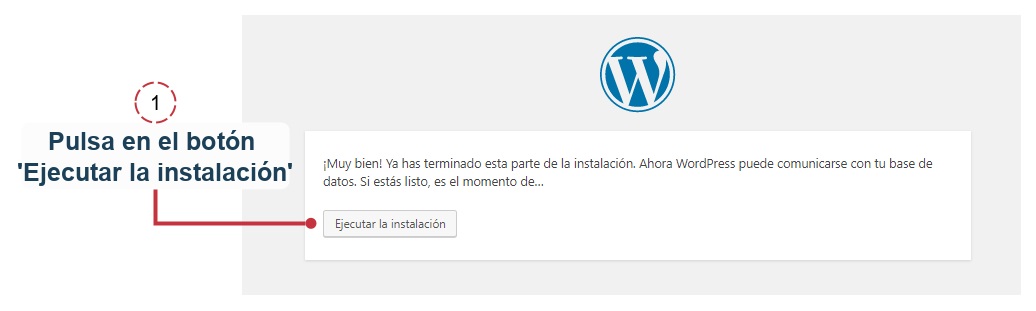 1
Pulsa en el botón
'Ejecutar la instalación'
¡Muy bien! Ya has terminado esta parte de la instalación. Ahora WordPress puede comunicarse con tu base de
datos. Si estás listo, es el momento de…
Ejecutar la instalación